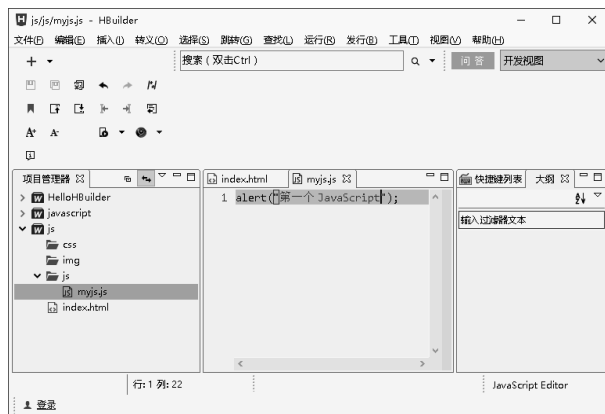 js/js/myjs.js - HBuilder
文件(F) 编辑(E) 插入(I) 转义(O) 选择(S) 跳转(G) 查找(L) 运行(R) 发行(B) 工具(T) 视图(V) 帮助(H)
搜索(双击Ctrl) 问答 开发视图
A+ A-
项目管理器 index.html myjs.js 快捷键列表 大纲
HelloHBuilder
javascript
js
css
img
js
myjs.js
index.html
1 alert("第一个 JavaScript");
输入过滤器文本
行: 1 列: 22 JavaScript Editor
登录